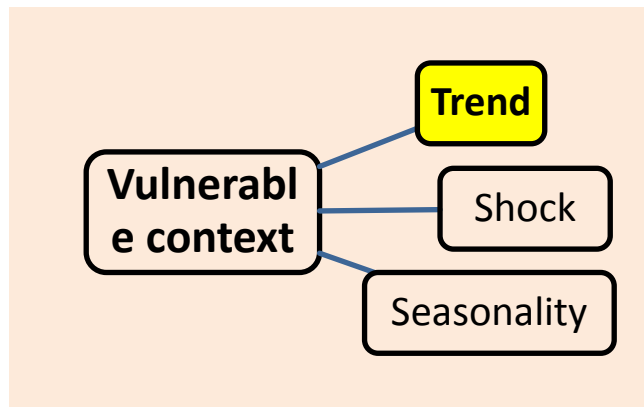 Trend
Vulnerabl
e context
Shock
Seasonality